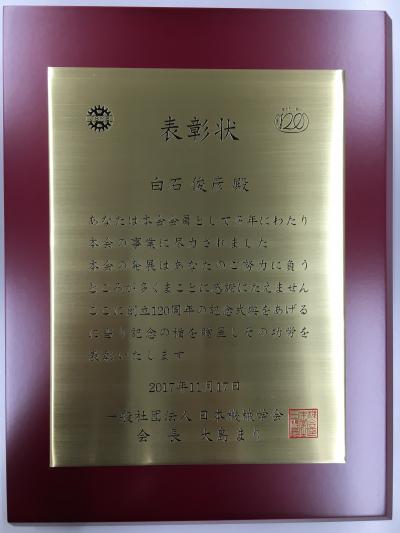 120
表彰状
白石 俊彦 殿
あなたは本会会員として多年にわたり
本会の事業に尽力されました
本会の発展はあなたのご努力に負う
ところが多くまことに感謝にたえません
ここに創立120周年の記念式典をあげる
に当り記念の楯を贈呈しその功労を
表彰いたします
2017年11月17日
一般社団法人 日本機械学会
会 長 大島 まり